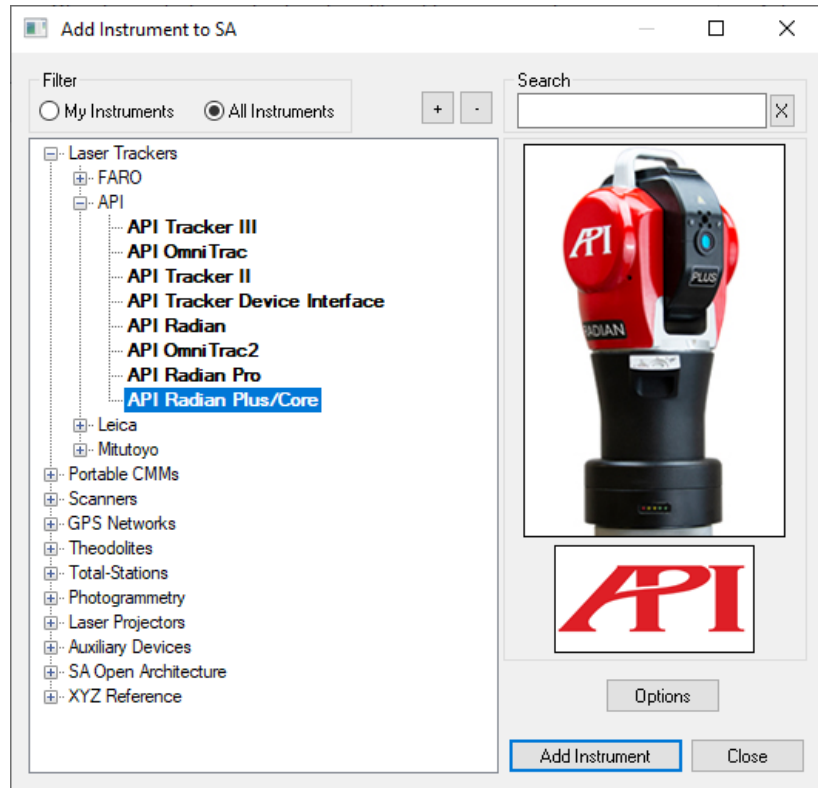 Add Instrument to SA
Filter
My Instruments
All Instruments
+
-
Search
X
Laser Trackers
FARO
API
API Tracker III
API OmniTrac
API Tracker II
API Tracker Device Interface
API Radian
API OmniTrac2
API Radian Pro
API Radian Plus/Core
Leica
Mitutoyo
Portable CMMs
Scanners
GPS Networks
Theodolites
Total-Stations
Photogrammetry
Laser Projectors
Auxiliary Devices
SA Open Architecture
XYZ Reference
API
PLUS
RADIAN
API
Options
Add Instrument
Close